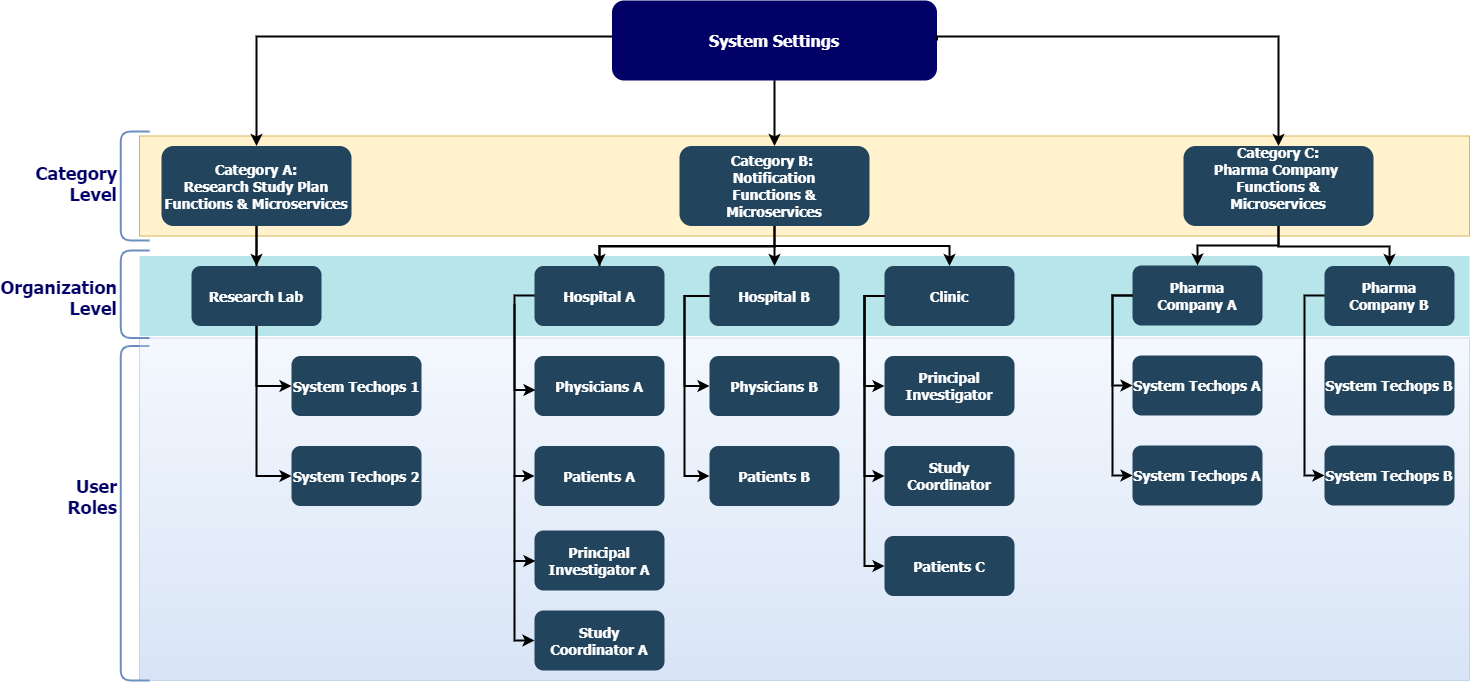 System Settings
Category
Level
Category A:
Research Study Plan
Functions & Microservices
Category B:
Notification
Functions &
Microservices
Category C:
Pharma Company
Functions &
Microservices
Organization
Level
Research Lab
Hospital A
Hospital B
Clinic
Pharma
Company A
Pharma
Company B
User
Roles
System Techops 1
Physicians A
Physicians B
Principal
Investigator
System Techops A
System Techops B
System Techops 2
Patients A
Patients B
Study
Coordinator
System Techops A
System Techops B
Principal
Investigator A
Patients C
Study
Coordinator A